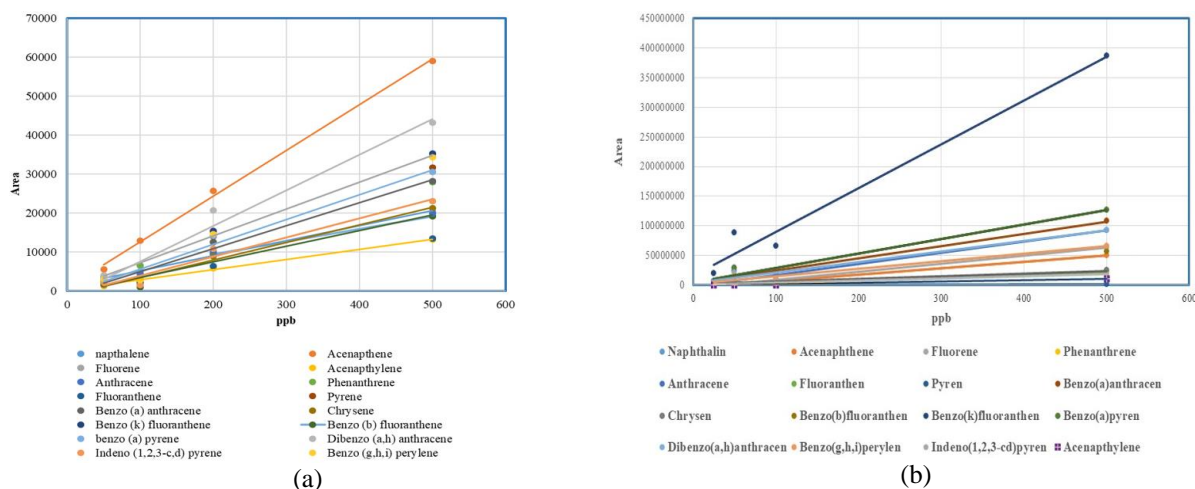 70000
60000
50000
40000
30000
20000
10000
0
Area
0 100 200 300 400 500 600
ppb
napthalene Acenapthene
Fluorene Acenapthylene
Anthracene Phenanthrene
Fluoranthene Pyrene
Benzo (a) anthracene Chrysene
Benzo (k) fluoranthene Benzo (b) fluoranthene
benzo (a) pyrene Dibenzo (a,h) anthracene
Indeno (1,2,3-c,d) pyrene Benzo (g,h,i) perylene
(a)
450000000
400000000
350000000
300000000
250000000
200000000
150000000
100000000
50000000
0
Area
0 100 200 300 400 500 600
ppb
Naphthalin Acenaphthene Fluorene Phenanthrene
Anthracene Fluoranthen Pyren Benzo(a)anthracen
Chrysen Benzo(b)fluoranthen Benzo(k)fluoranthen Benzo(a)pyren
Dibenzo(a,h)anthracen Benzo(g,h,i)perylen Indeno(1,2,3-cd)pyren Acenapthylene
(b)